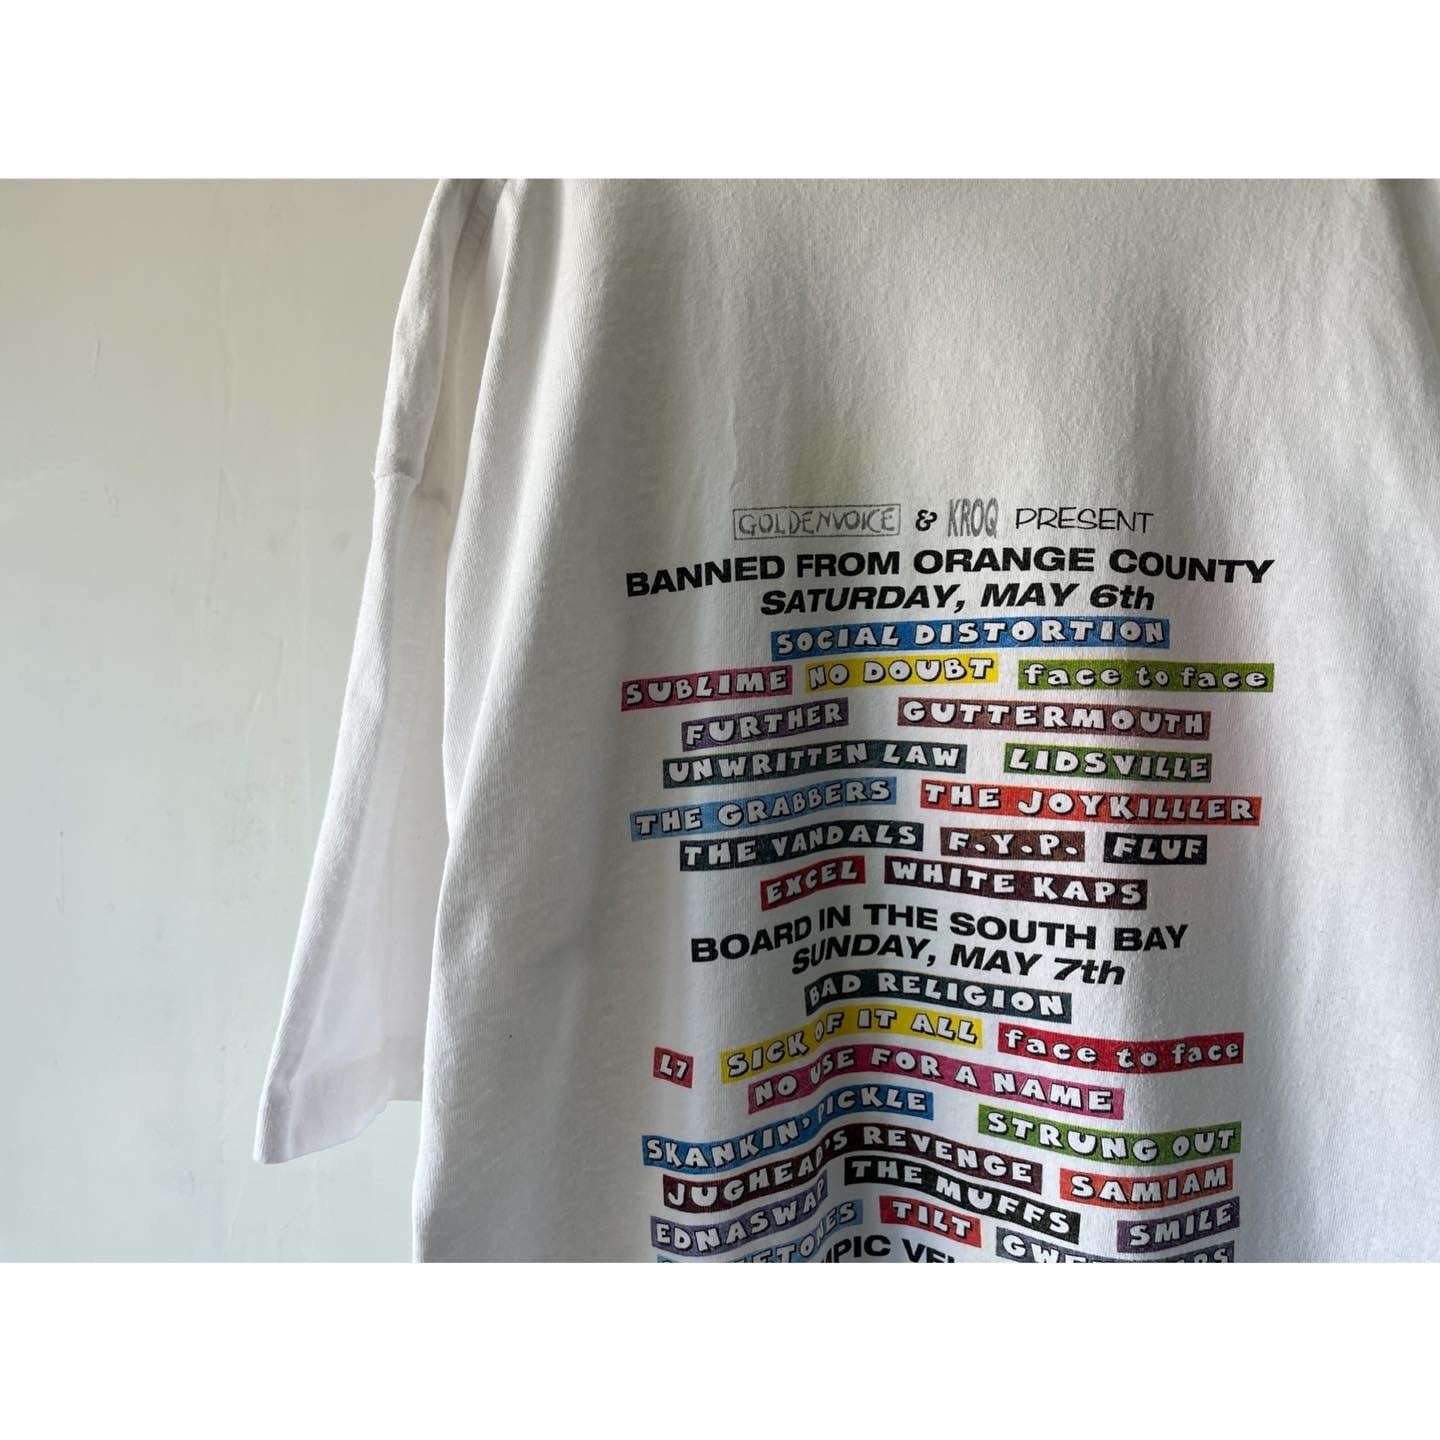 GOLDENVOICE & KROQ PRESENT
BANNED FROM ORANGE COUNTY
SATURDAY, MAY 6th
SOCIAL DISTORTION
SUBLIME NO DOUBT face to face
FURTHER GUTTERMOUTH
UNWRITTEN LAW LIDSVILLE
THE GRABBERS THE JOYKILLLER
THE VANDALS F.Y.P. FLUF
EXCEL WHITE KAPS
BOARD IN THE SOUTH BAY
SUNDAY, MAY 7th
BAD RELIGION
L7 SICK OF IT ALL face to face
NO USE FOR A NAME
SKANKIN' PICKLE STRUNG OUT
JUGHEAD'S REVENGE SAMIAM
EDNASWAP THE MUFFS SMILE
TILT